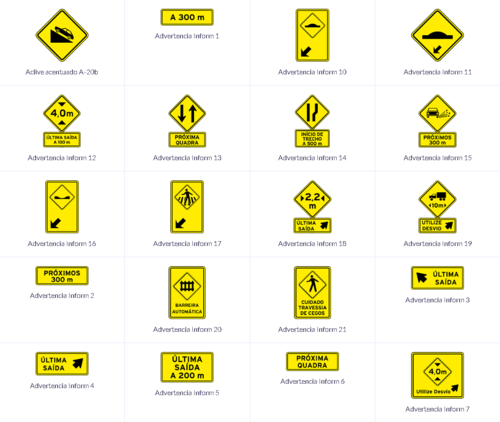 Aclive acentuado A-20b
A 300 m
Advertencia Inform 1
Advertencia Inform 10
Advertencia Inform 11
4,0m
ÚLTIMA SAÍDA
A 100 m
Advertencia Inform 12
PRÓXIMA
QUADRA
Advertencia Inform 13
INÍCIO DE
TRECHO
A 500 m
Advertencia Inform 14
PRÓXIMOS
300 m
Advertencia Inform 15
Advertencia Inform 16
Advertencia Inform 17
2,2
m
ÚLTIMA
SAÍDA
Advertencia Inform 18
10m
UTILIZE
DESVIO
Advertencia Inform 19
PRÓXIMOS
300 m
Advertencia Inform 2
BARREIRA
AUTOMÁTICA
Advertencia Inform 20
CUIDADO
TRAVESSIA
DE CEGOS
Advertencia Inform 21
ÚLTIMA
SAÍDA
Advertencia Inform 3
ÚLTIMA
SAÍDA
Advertencia Inform 4
ÚLTIMA
SAÍDA
A 200 m
Advertencia Inform 5
PRÓXIMA
QUADRA
Advertencia Inform 6
4,0m
Utilize Desvio
Advertencia Inform 7